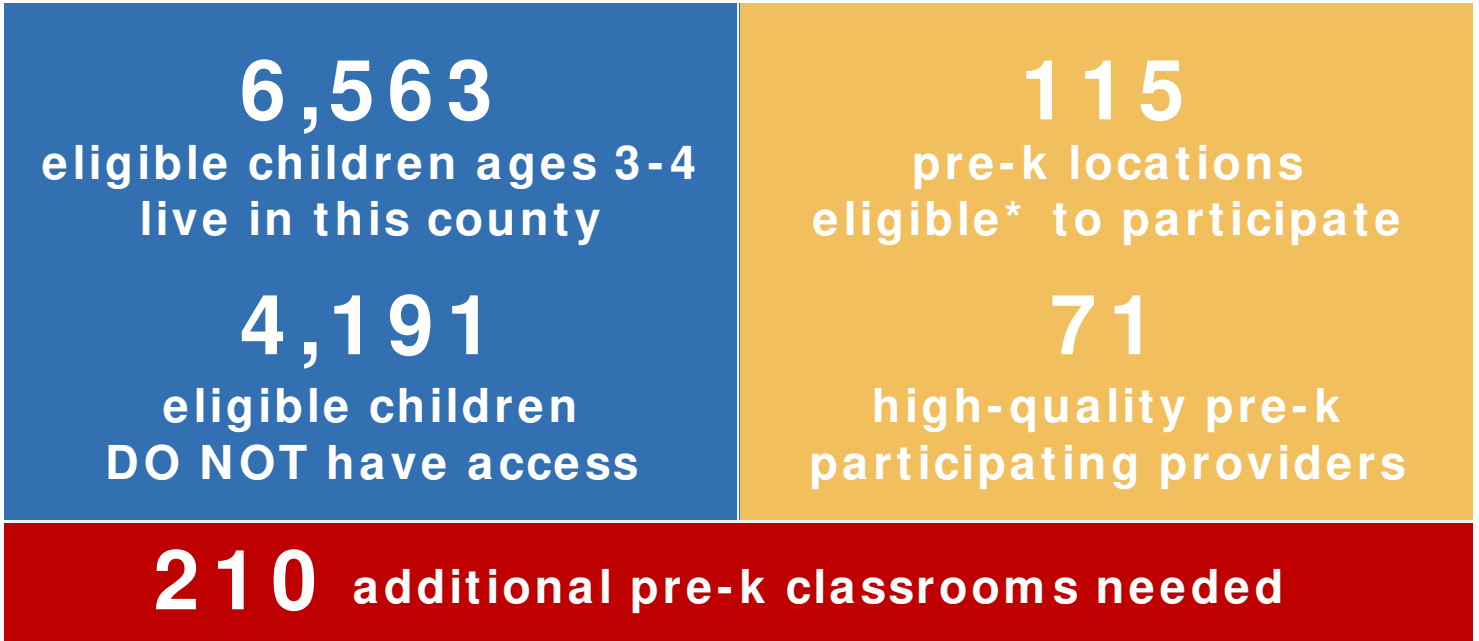 6,563
eligible children ages 3-4
live in this county
4,191
eligible children
DO NOT have access
115
pre-k locations
eligible* to participate
71
high-quality pre-k
participating providers
210 additional pre-k classrooms needed